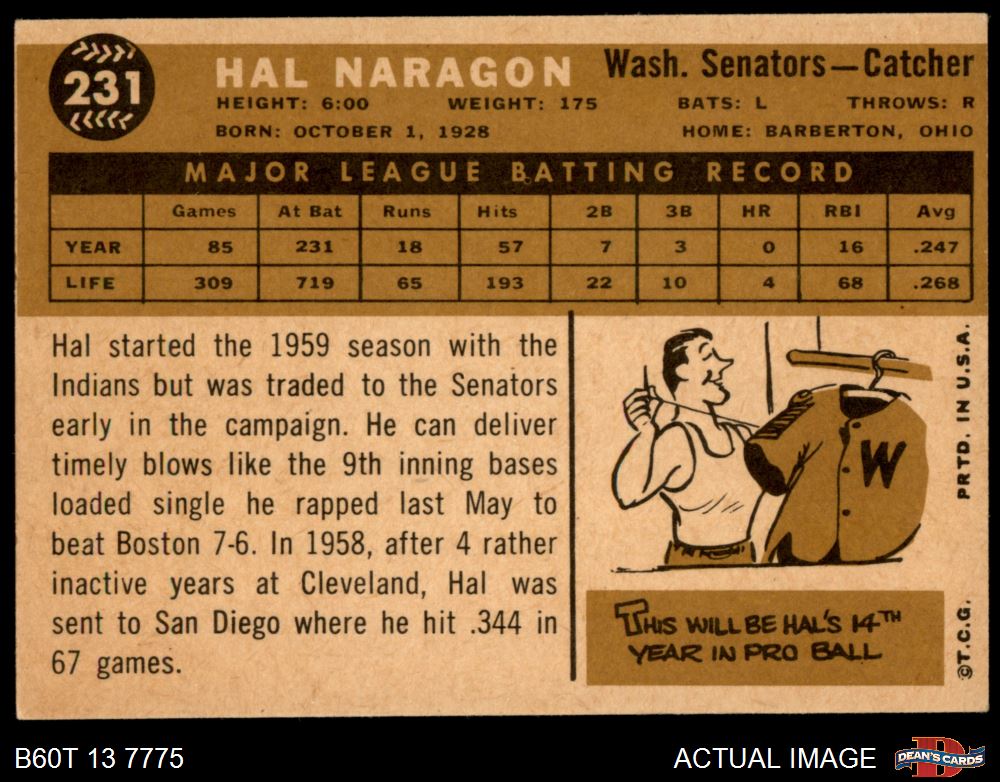 231
HAL NARAGON
Wash. Senators—Catcher
HEIGHT: 6:00 WEIGHT: 175 BATS: L THROWS: R
BORN: OCTOBER 1, 1928 HOME: BARBERTON, OHIO
MAJOR LEAGUE BATTING RECORD
Games At Bat Runs Hits 2B 3B HR RBI Avg
YEAR 85 231 18 57 7 3 0 16 .247
LIFE 309 719 65 193 22 10 4 68 .268
Hal started the 1959 season with the
Indians but was traded to the Senators
early in the campaign. He can deliver
timely blows like the 9th inning bases
loaded single he rapped last May to
beat Boston 7-6. In 1958, after 4 rather
inactive years at Cleveland, Hal was
sent to San Diego where he hit .344 in
67 games.
W
THIS WILL BE HAL'S 14TH
YEAR IN PRO BALL
©T.C.G. PRTD. IN U.S.A.
B60T 13 7775
ACTUAL IMAGE
D
DEAN'S CARDS